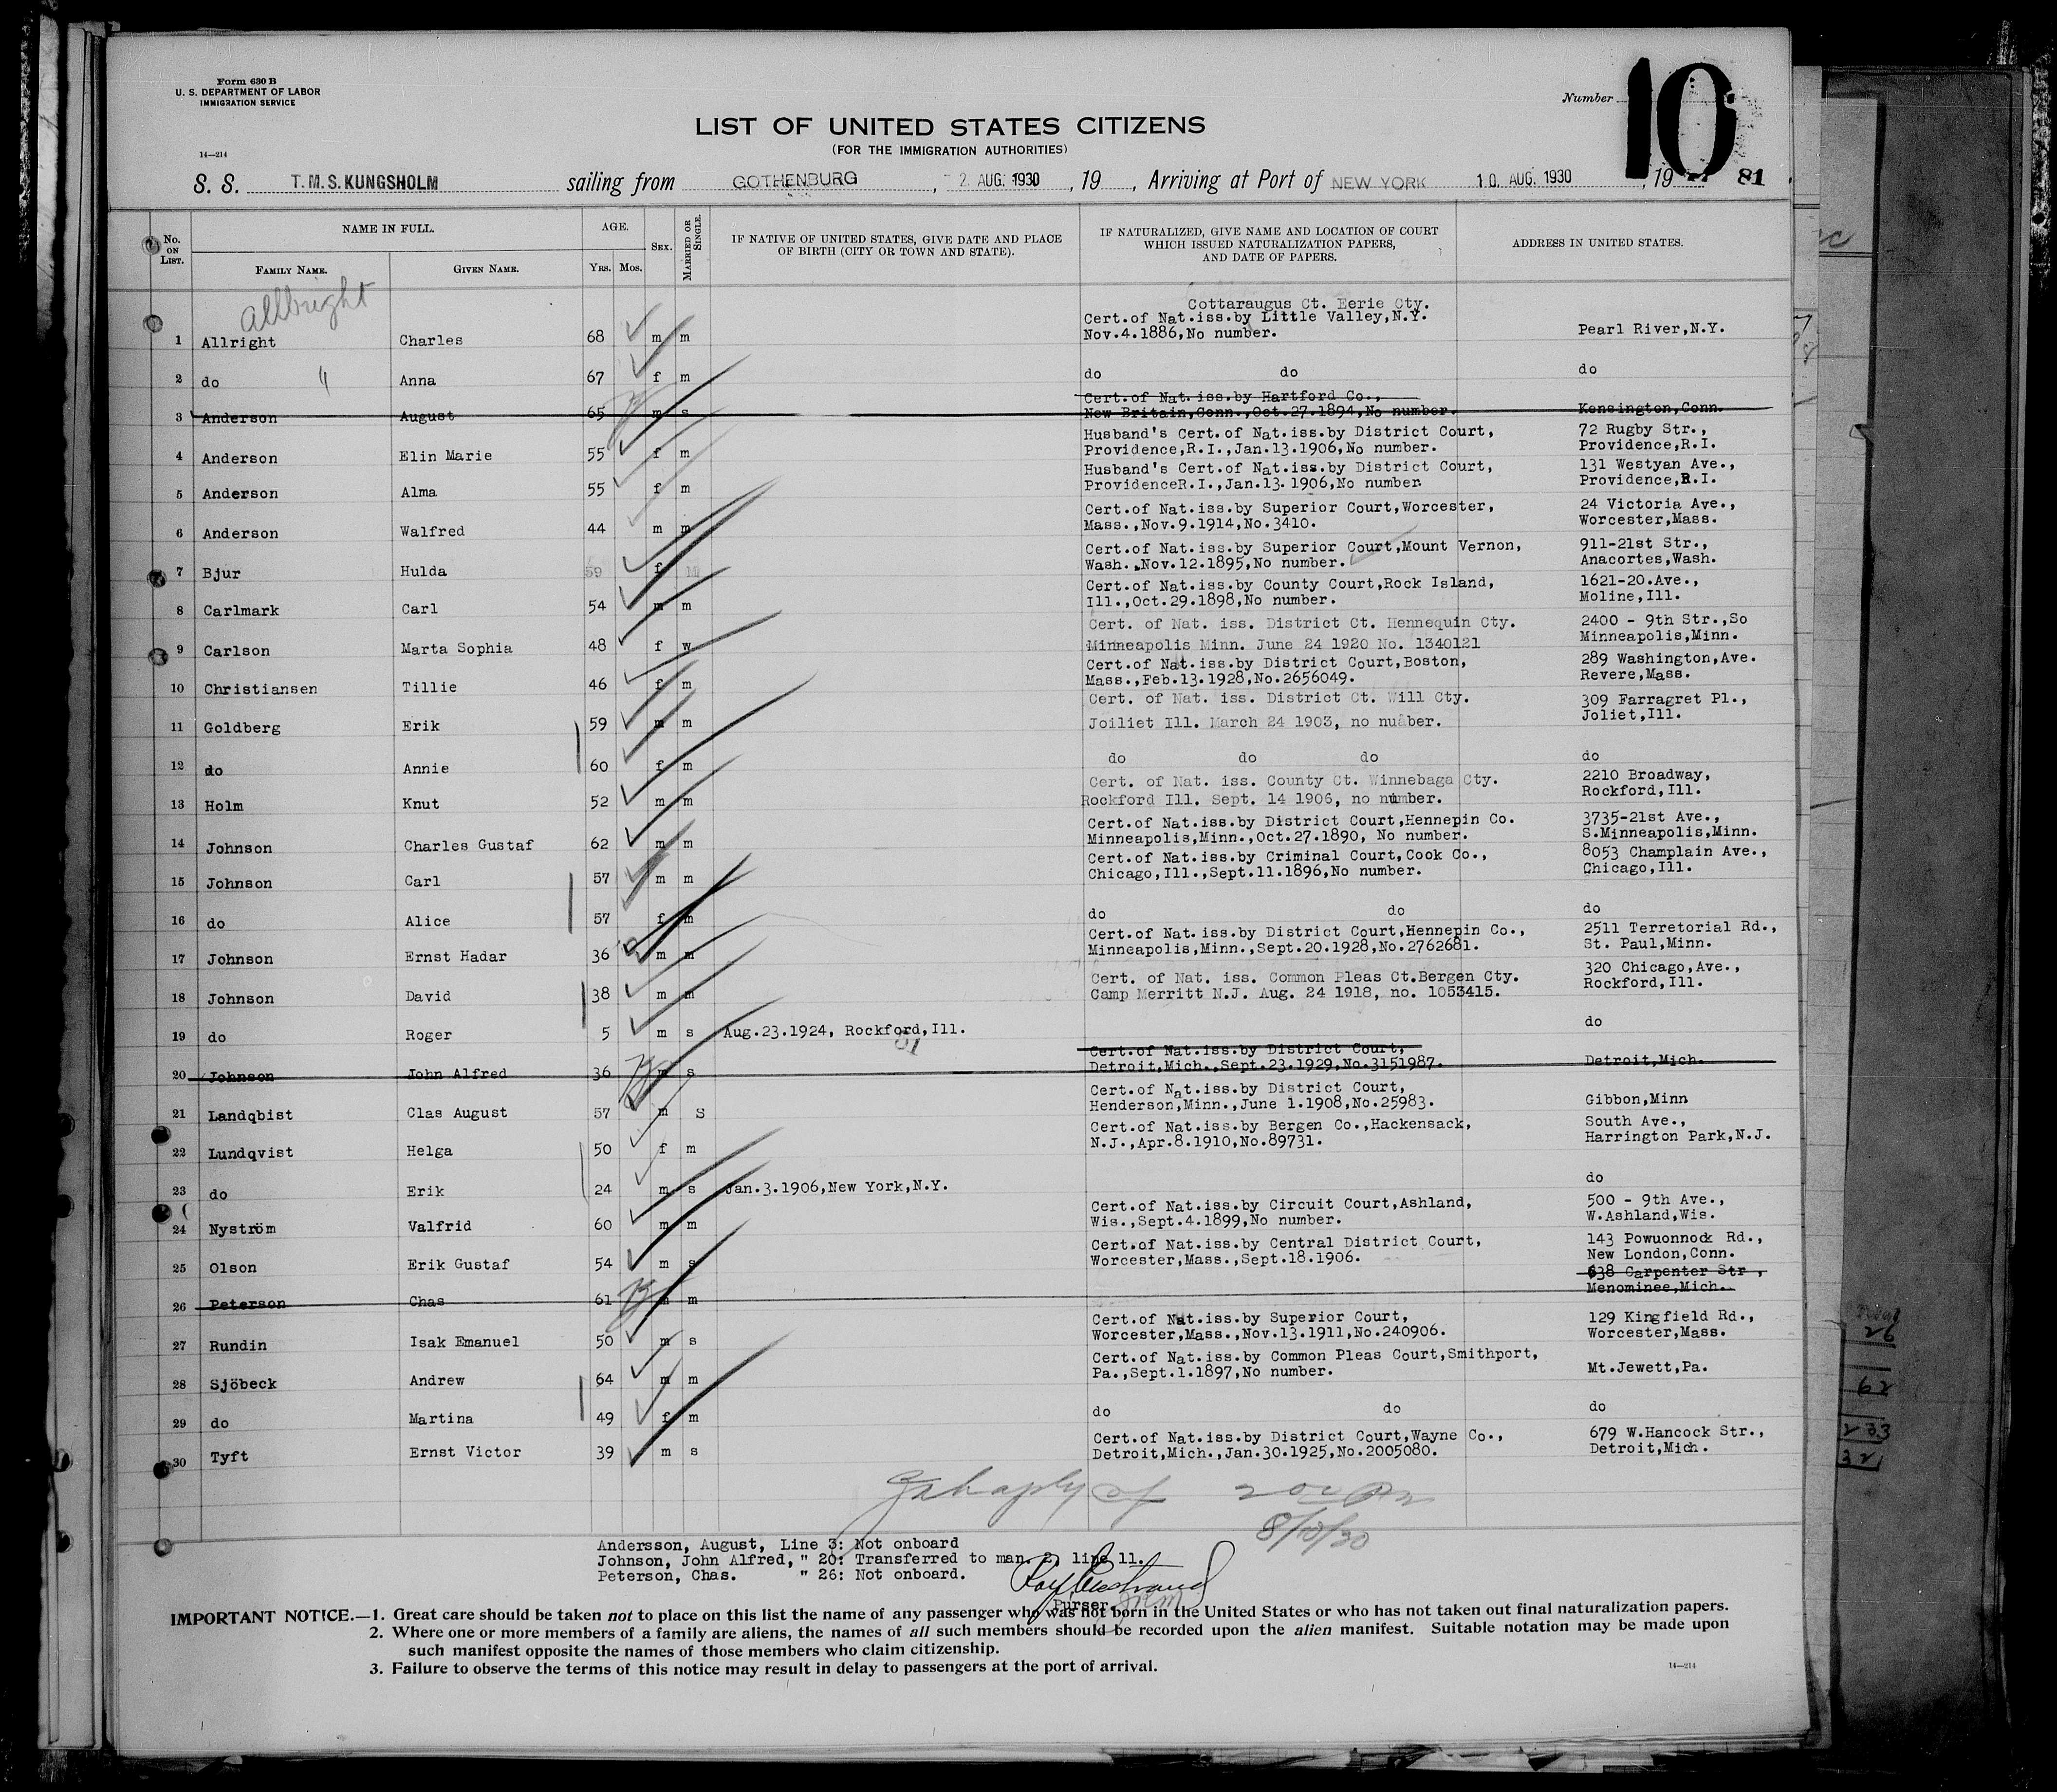 Form 630 B
U. S. DEPARTMENT OF LABOR
IMMIGRATION SERVICE
Number 10
LIST OF UNITED STATES CITIZENS
(FOR THE IMMIGRATION AUTHORITIES)
14—214
S. S. T.M.S.KUNGSHOLM sailing from GOTHENBURG, 2 AUG. 1930, 19 , Arriving at Port of NEW YORK 10 AUG. 1930, 19 81
No. ON LIST. NAME IN FULL. AGE. SEX. MARRIED OR SINGLE. IF NATIVE OF UNITED STATES, GIVE DATE AND PLACE OF BIRTH (CITY OR TOWN AND STATE). IF NATURALIZED, GIVE NAME AND LOCATION OF COURT WHICH ISSUED NATURALIZATION PAPERS, AND DATE OF PAPERS. ADDRESS IN UNITED STATES.
FAMILY NAME. GIVEN NAME. YRS. MOS.
Allbright
Cottaraugus Ct. Eerie Cty.
Cert.of Nat.iss.by Little Valley,N.Y.
1 Allright Charles 68 m m Nov.4.1886,No number. Pearl River,N.Y.
2 do " Anna 67 f m do do do
Cert.of Nat.iss.by Hartford Co.,
3 Anderson August 65 m s New Britain,Conn.,Oct.27.1894,No number. Kensington,Conn.
Husband's Cert.of Nat.iss.by District Court, 72 Rugby Str.,
4 Anderson Elin Marie 55 f m Providence,R.I.,Jan.13.1906,No number. Providence,R.I.
Husband's Cert.of Nat.iss.by District Court, 131 Westyan Ave.,
5 Anderson Alma 55 f m ProvidenceR.I.,Jan.13.1906,No number Providence,R.I.
Cert.of Nat.iss.by Superior Court,Worcester, 24 Victoria Ave.,
6 Anderson Walfred 44 m m Mass.,Nov.9.1914,No.3410. Worcester,Mass.
Cert.of Nat.iss.by Superior Court,Mount Vernon, 911-21st Str.,
7 Bjur Hulda 59 f M Wash.,Nov.12.1895,No number. Anacortes,Wash.
Cert.of Nat.iss.by County Court,Rock Island, 1621-20.Ave.,
8 Carlmark Carl 54 m m Ill.,Oct.29.1898,No number. Moline,Ill.
Cert. of Nat. iss. District Ct. Hennequin Cty. 2400 - 9th Str.,So
9 Carlson Marta Sophia 48 f w Minneapolis Minn. June 24 1920 No. 1340121 Minneapolis,Minn.
Cert.of Nat.iss.by District Court,Boston, 289 Washington,Ave.
10 Christiansen Tillie 46 f m Mass.,Feb.13.1928,No.2656049. Revere,Mass.
Cert. of Nat. iss. District Ct. Will Cty. 309 Farragret Pl.,
11 Goldberg Erik 59 m m Joiliet Ill. March 24 1903, no number. Joliet,Ill.
12 do Annie 60 f m do do do do
Cert. of Nat. iss. County Ct. Winnebaga Cty. 2210 Broadway,
13 Holm Knut 52 m m Rockford Ill. Sept. 14 1906, no number. Rockford,Ill.
Cert.of Nat.iss.by District Court,Hennepin Co. 3735-21st Ave.,
14 Johnson Charles Gustaf 62 m m Minneapolis,Minn.,Oct.27.1890, No number. S.Minneapolis,Minn.
Cert.of Nat.iss.by Criminal Court,Cook Co., 8053 Champlain Ave.,
15 Johnson Carl 57 m m Chicago,Ill.,Sept.11.1896,No number. Chicago,Ill.
16 do Alice 57 f m do do do
Cert.of Nat.iss.by District Court,Hennepin Co., 2511 Terretorial Rd.,
17 Johnson Ernst Hadar 36 m m Minneapolis,Minn.,Sept.20.1928,No.2762681. St. Paul,Minn.
Cert. of Nat. iss. Common Pleas Ct.Bergen Cty. 320 Chicago,Ave.,
18 Johnson David 38 m m Camp Merritt N.J. Aug. 24 1918, no. 1053415. Rockford,Ill.
19 do Roger 5 m s Aug.23.1924, Rockford,Ill. do
81
Cert.of Nat.iss.by District Court,
20 Johnson John Alfred 36 m s Detroit,Mich.,Sept.23.1929,No.3151987. Detroit,Mich.
Cert.of Nat.iss.by District Court,
21 Landqbist Clas August 57 m S Henderson,Minn.,June 1.1908,No.25983. Gibbon,Minn
Cert.of Nat.iss.by Bergen Co.,Hackensack, South Ave.,
22 Lundqvist Helga 50 f m N.J.,Apr.8.1910,No.89731. Harrington Park,N.J.
23 do Erik 24 m s Jan.3.1906,New York,N.Y. do
Cert.of Nat.iss.by Circuit Court,Ashland, 500 - 9th Ave.,
24 Nyström Valfrid 60 m m Wis.,Sept.4.1899,No number. W.Ashland,Wis.
Cert.of Nat.iss.by Central District Court, 143 Powuonnock Rd.,
25 Olson Erik Gustaf 54 m s Worcester,Mass.,Sept.18.1906. New London,Conn.
638 Carpenter Str ,
26 Peterson Chas 61 m m Menominee,Mich.
Cert.of Nat.iss.by Superior Court, 129 Kingfield Rd.,
27 Rundin Isak Emanuel 50 m s Worcester,Mass.,Nov.13.1911,No.240906. Worcester,Mass.
Cert.of Nat.iss.by Common Pleas Court,Smithport,
28 Sjöbeck Andrew 64 m m Pa.,Sept.1.1897,No number. Mt.Jewett,Pa.
29 do Martina 49 f m do do do
Cert.of Nat.iss.by District Court,Wayne Co., 679 W.Hancock Str.,
30 Tyft Ernst Victor 39 m s Detroit,Mich.,Jan.30.1925,No.2005080. Detroit,Mich.
8/10/30
Andersson, August, Line 3: Not onboard
Johnson, John Alfred, " 20: Transferred to man. 2, line 11.
Peterson, Chas. " 26: Not onboard.
Purser
IMPORTANT NOTICE.—1. Great care should be taken not to place on this list the name of any passenger who was not born in the United States or who has not taken out final naturalization papers.
2. Where one or more members of a family are aliens, the names of all such members should be recorded upon the alien manifest. Suitable notation may be made upon
such manifest opposite the names of those members who claim citizenship.
3. Failure to observe the terms of this notice may result in delay to passengers at the port of arrival.
14—214
26
62
233
32